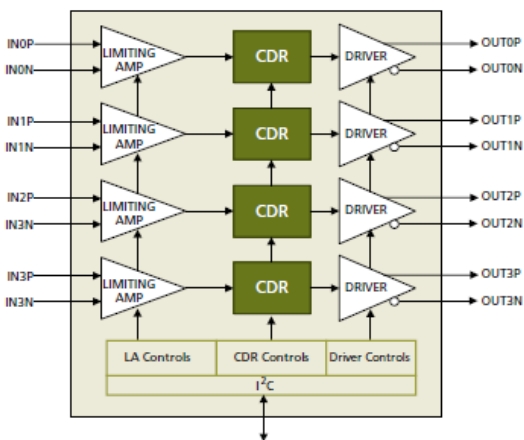 IN0P
IN0N
LIMITING
AMP
CDR
DRIVER
OUT0P
OUT0N
IN1P
IN1N
LIMITING
AMP
CDR
DRIVER
OUT1P
OUT1N
IN2P
IN3N
LIMITING
AMP
CDR
DRIVER
OUT2P
OUT2N
IN3P
IN3N
LIMITING
AMP
CDR
DRIVER
OUT3P
OUT3N
LA Controls
CDR Controls
Driver Controls
I²C